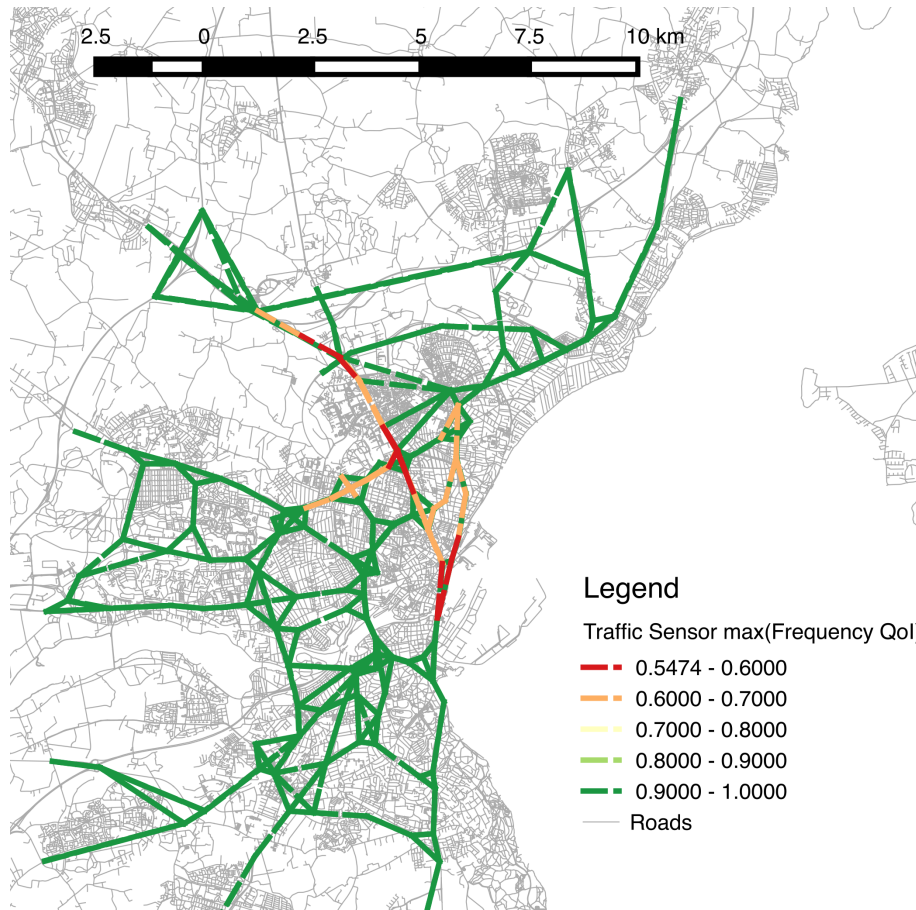 2.5 0 2.5 5 7.5 10 km
Legend
Traffic Sensor max(Frequency QoI)
0.5474 - 0.6000
0.6000 - 0.7000
0.7000 - 0.8000
0.8000 - 0.9000
0.9000 - 1.0000
Roads